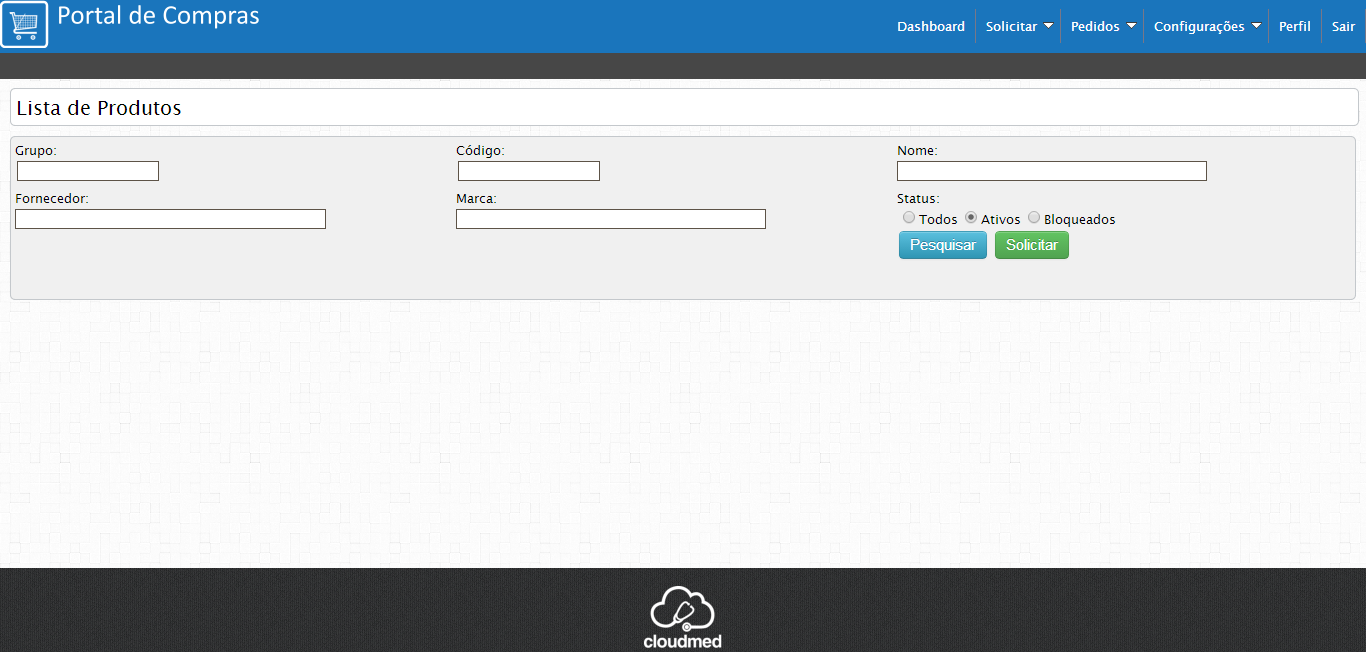 Portal de Compras
Dashboard Solicitar Pedidos Configurações Perfil Sair
Lista de Produtos
Grupo: Código: Nome:
Fornecedor: Marca: Status:
Todos Ativos Bloqueados
Pesquisar Solicitar
cloudmed